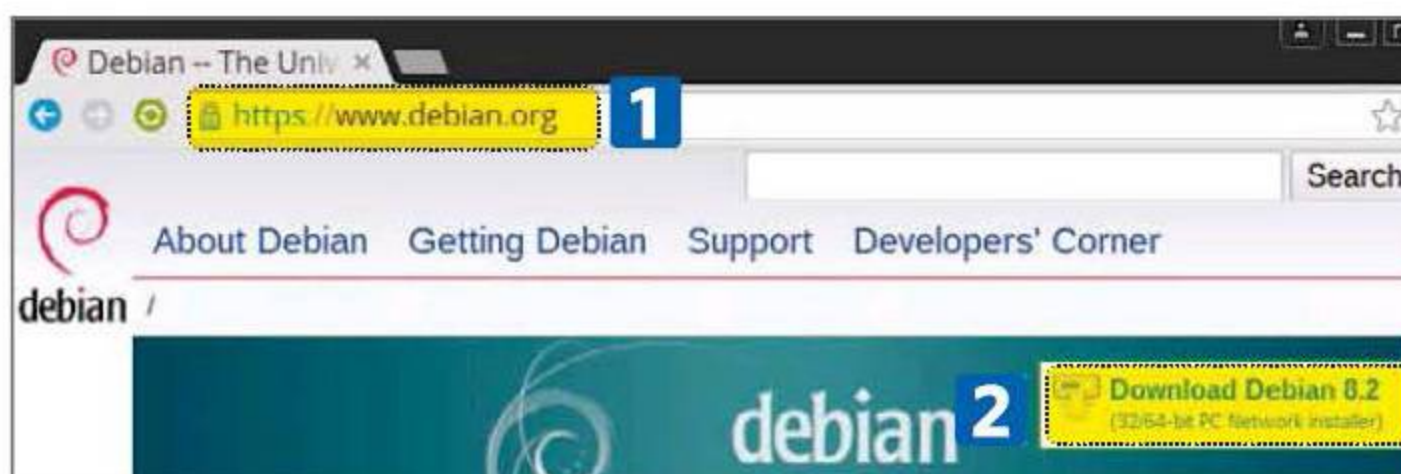 Debian -- The Univ
https://www.debian.org
1
Search
About Debian Getting Debian Support Developers' Corner
debian /
debian
2
Download Debian 8.2
(32/64-bit PC Network installer)